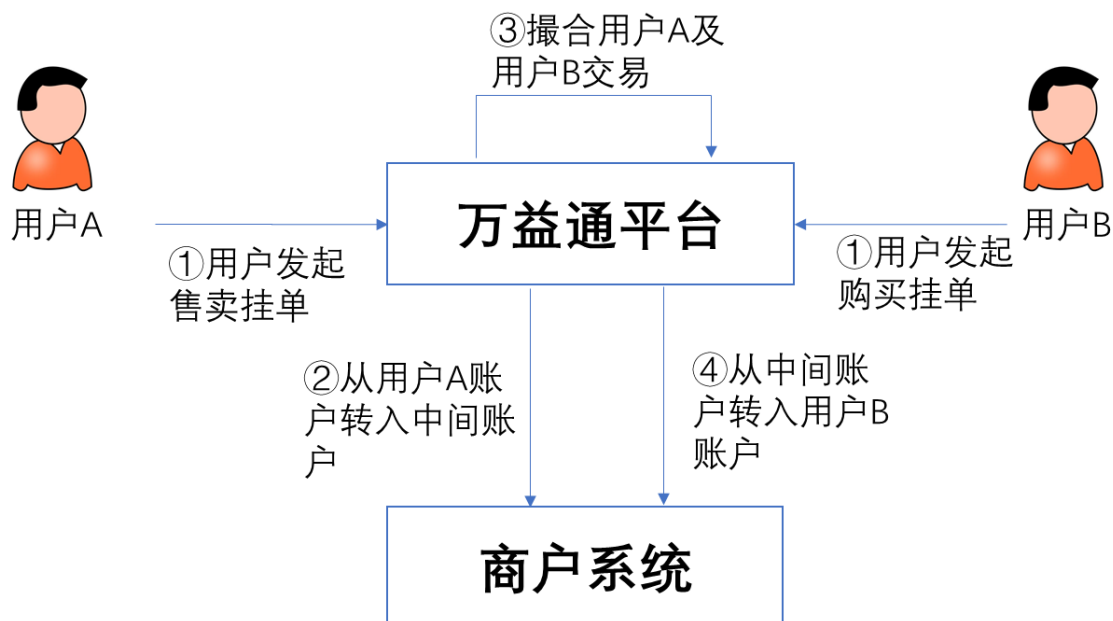 ③撮合用户A及
用户B交易
用户A
万益通平台
用户B
①用户发起
售卖挂单
①用户发起
购买挂单
②从用户A账
户转入中间账
户
④从中间账
户转入用户B
账户
商户系统